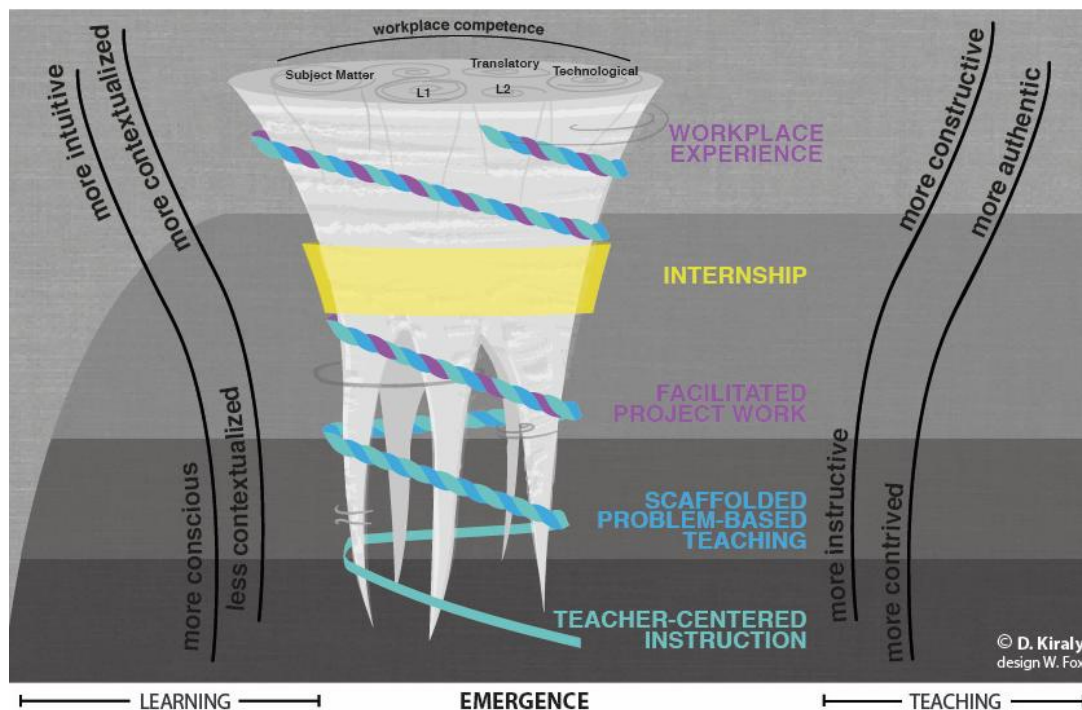 workplace competence
Subject Matter
Translatory
Technological
L1
L2
more intuitive
more contextualized
more conscious
less contextualized
WORKPLACE
EXPERIENCE
INTERNSHIP
FACILITATED
PROJECT WORK
SCAFFOLDED
PROBLEM-BASED
TEACHING
TEACHER-CENTERED
INSTRUCTION
more constructive
more authentic
more instructive
more contrived
© D. Kiraly
design W. Fox
LEARNING
EMERGENCE
TEACHING